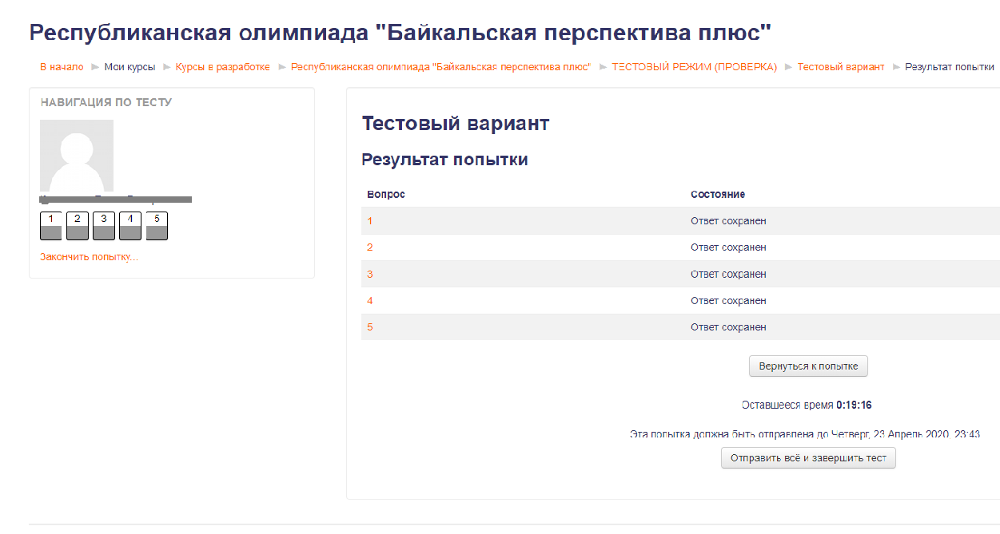 Республиканская олимпиада "Байкальская перспектива плюс"
В начало ► Мои курсы ► Курсы в разработке ► Республиканская олимпиада "Байкальская перспектива плюс" ► ТЕСТОВЫЙ РЕЖИМ (ПРОВЕРКА) ► Тестовый вариант ► Результат попытки
НАВИГАЦИЯ ПО ТЕСТУ
1 2 3 4 5
Закончить попытку...
Тестовый вариант
Результат попытки
Вопрос Состояние
1 Ответ сохранен
2 Ответ сохранен
3 Ответ сохранен
4 Ответ сохранен
5 Ответ сохранен
Вернуться к попытке
Оставшееся время 0:19:16
Эта попытка должна быть отправлена до Четверг, 23 Апрель 2020, 23:43
Отправить всё и завершить тест